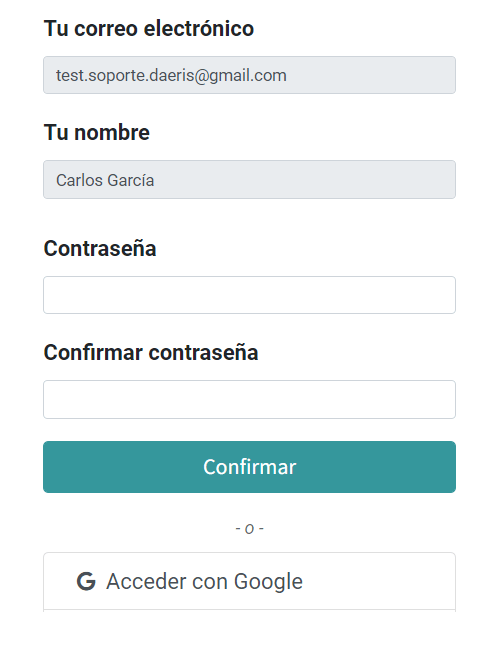 Tu correo electrónico
test.soporte.daeris@gmail.com
Tu nombre
Carlos García
Contraseña
Confirmar contraseña
Confirmar
- o -
G Acceder con Google